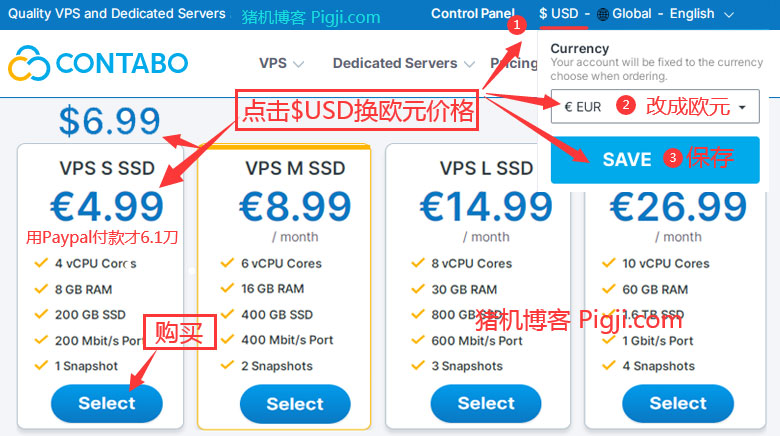 Quality VPS and Dedicated Servers
猪机博客 Pigji.com
Control Panel
$ USD - Global - English
1
CONTABO
VPS
Dedicated Servers
Pricing
Currency
Your account will be fixed to the currency
choose when ordering.
€ EUR
2 改成欧元
SAVE
3 保存
$6.99
点击$USD换欧元价格
VPS S SSD
€4.99
用Paypal付款才6.1刀
4 vCPU Cores
8 GB RAM
200 GB SSD
200 Mbit/s Port
1 Snapshot
购买
Select
VPS M SSD
€8.99
/ month
6 vCPU Cores
16 GB RAM
400 GB SSD
400 Mbit/s Port
2 Snapshots
Select
VPS L SSD
€14.99
/ month
8 vCPU Cores
30 GB RAM
800 GB SSD
600 Mbit/s Port
3 Snapshots
Select
€26.99
/ month
10 vCPU Cores
60 GB RAM
1.6 TB SSD
1 Gbit/s Port
4 Snapshots
Select
猪机博客 Pigji.com